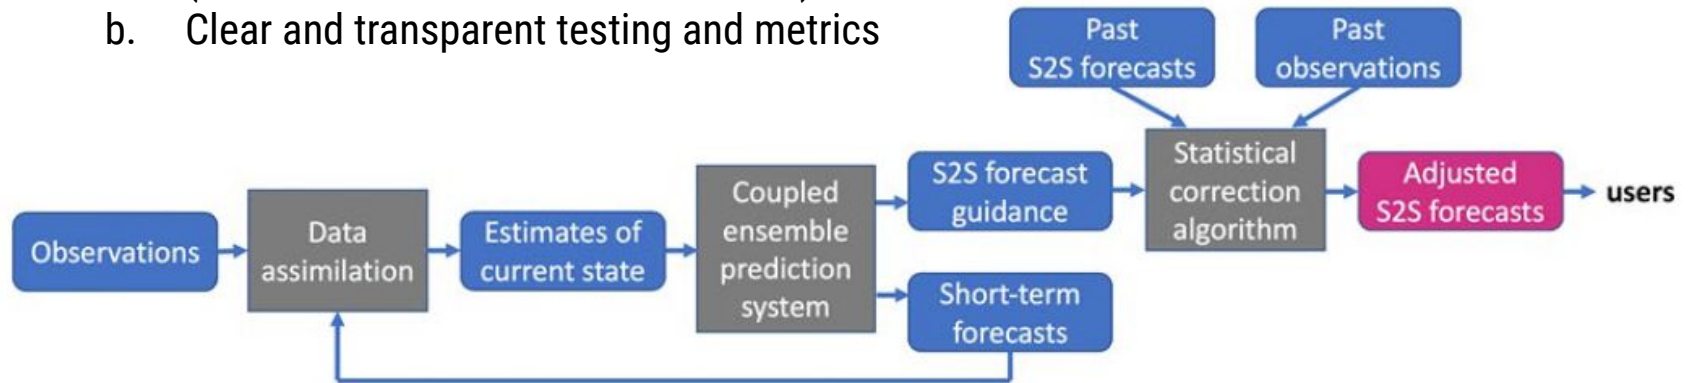 b. Clear and transparent testing and metrics
Past
S2S forecasts
Past
observations
Observations
Data
assimilation
Estimates of
current state
Coupled
ensemble
prediction
system
S2S forecast
guidance
Short-term
forecasts
Statistical
correction
algorithm
Adjusted
S2S forecasts
users